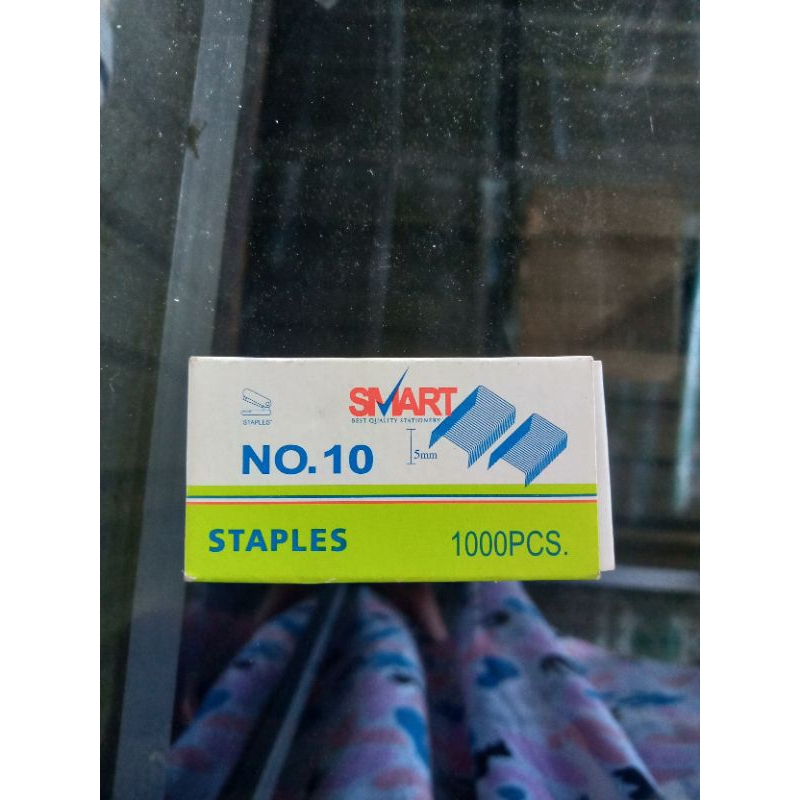 SMART
BEST QUALITY STATIONERY
STAPLES
NO.10
5mm
STAPLES
1000PCS.